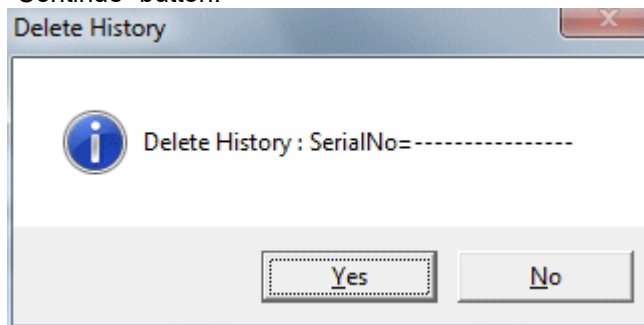 Delete History
Delete History : SerialNo=----------------
Yes No